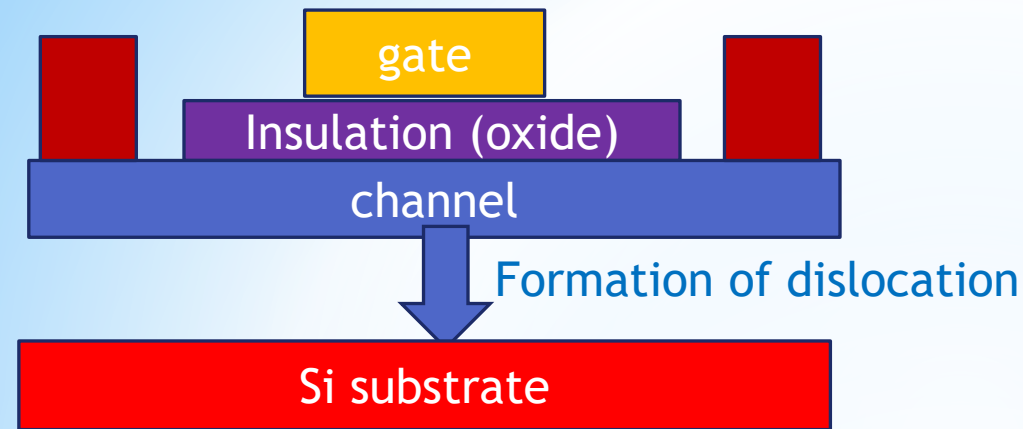 gate
Insulation (oxide)
channel
Formation of dislocation
Si substrate